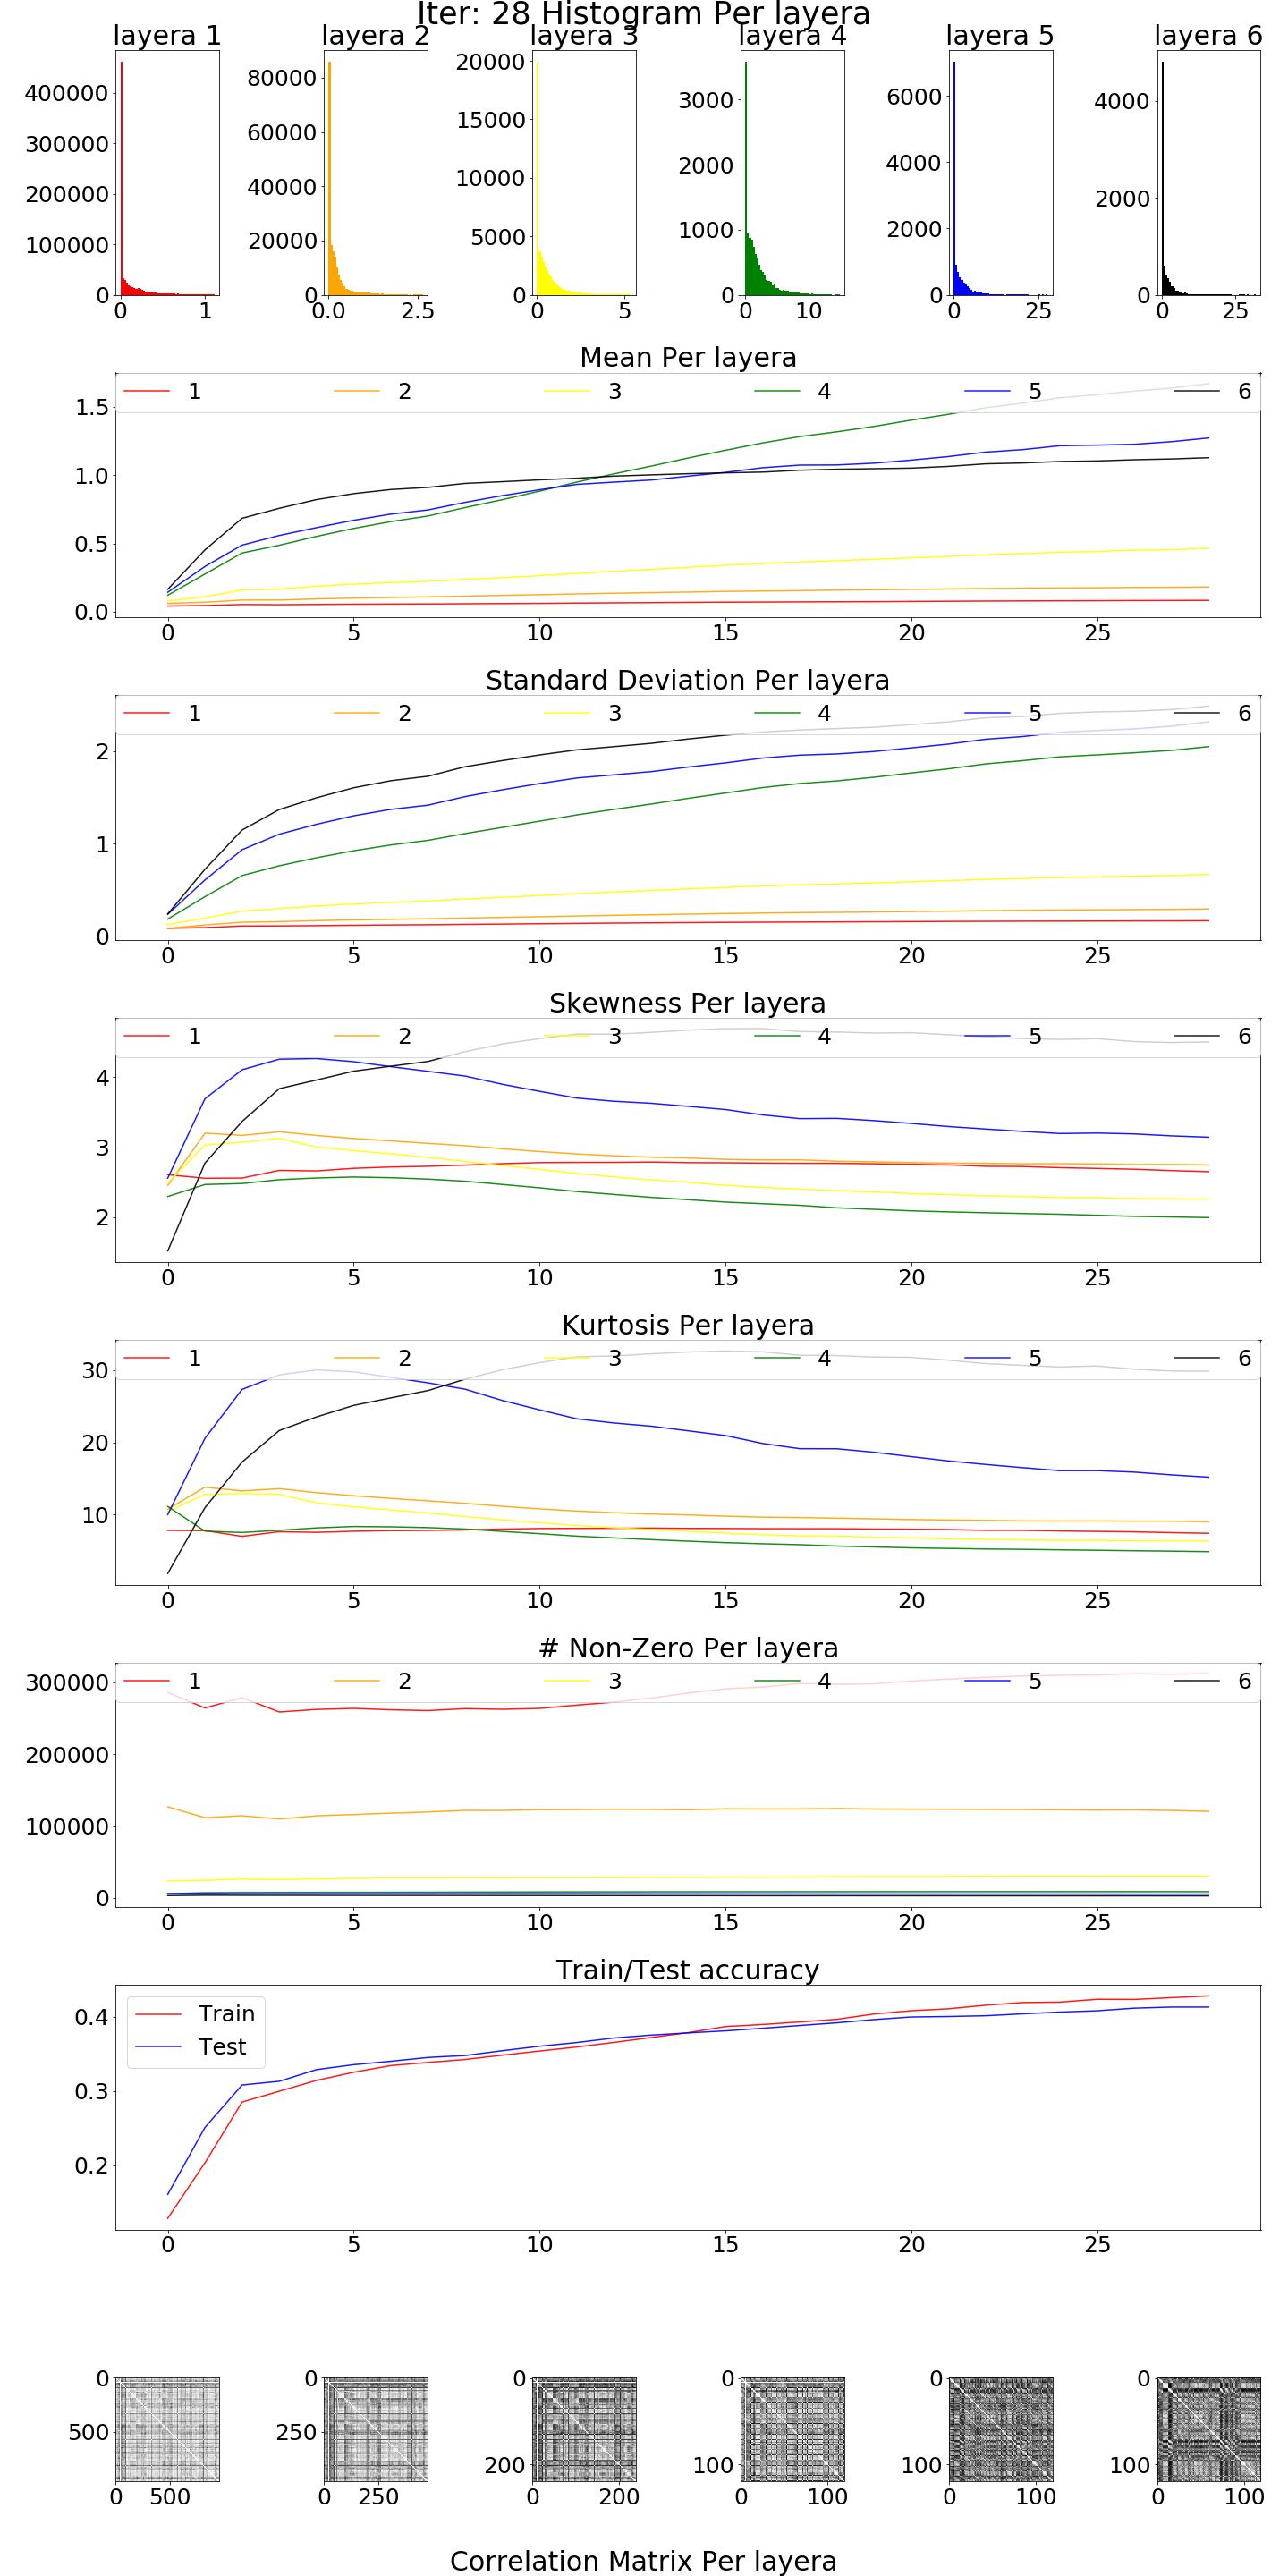 Iter: 28 Histogram Per layera
layera 1 layera 2 layera 3 layera 4 layera 5 layera 6
400000 300000 200000 100000 0
0 1
80000 60000 40000 20000 0
0.0 2.5
20000 15000 10000 5000 0
0 5
3000 2000 1000 0
0 10
6000 4000 2000 0
0 25
4000 2000 0
0 25
Mean Per layera
1 2 3 4 5 6
1.5
1.0
0.5
0.0
0 5 10 15 20 25
Standard Deviation Per layera
1 2 3 4 5 6
2
1
0
0 5 10 15 20 25
Skewness Per layera
1 2 3 4 5 6
4
3
2
0 5 10 15 20 25
Kurtosis Per layera
1 2 3 4 5 6
30
20
10
0 5 10 15 20 25
# Non-Zero Per layera
1 2 3 4 5 6
300000
200000
100000
0
0 5 10 15 20 25
Train/Test accuracy
Train
Test
0.4
0.3
0.2
0 5 10 15 20 25
0 500
0 500
0 250
0 250
0 200
0 200
0 100
0 100
0 100
0 100
0 100
0 100
Correlation Matrix Per layera